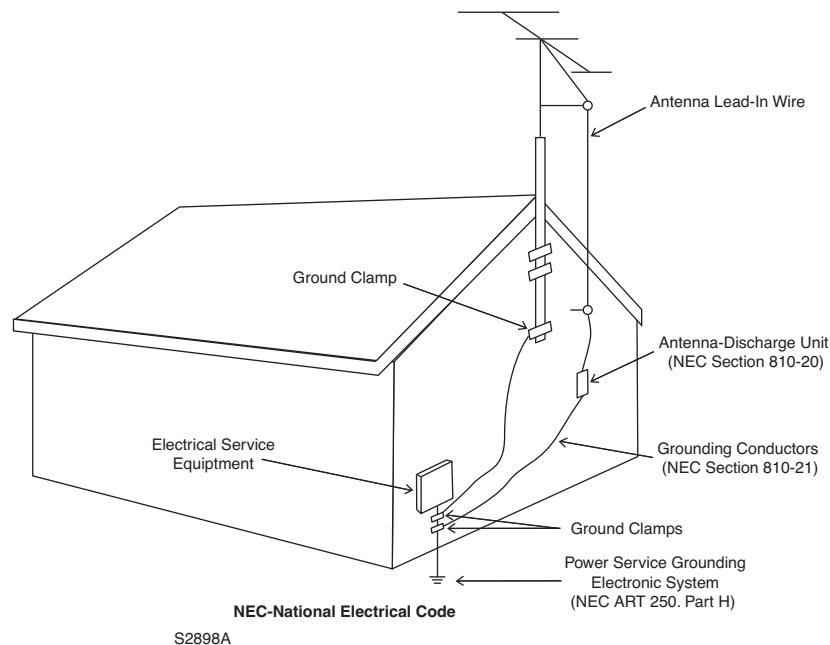 Antenna Lead-In Wire
Ground Clamp
Antenna-Discharge Unit
(NEC Section 810-20)
Electrical Service
Equiptment
Grounding Conductors
(NEC Section 810-21)
Ground Clamps
Power Service Grounding
Electronic System
(NEC ART 250. Part H)
NEC-National Electrical Code
S2898A